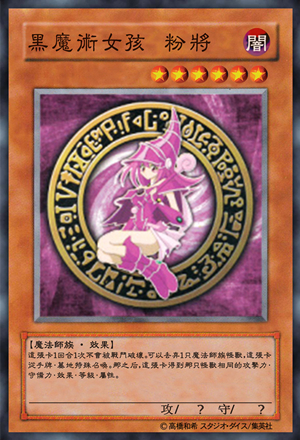 黑魔術女孩 粉將
闇
【魔法師族‧效果】
這張卡1回合1次不會被戰鬥破壞。可以去弃1只魔法師族怪獸,這張卡
從手牌‧墓地特殊召喚。那之后,這張卡得到那只怪獸相同的攻擊力‧
守備力‧效果‧等級‧屬性。
攻/ ? 守/ ?
©高橋和希 スタジオ・ダイス/集英社